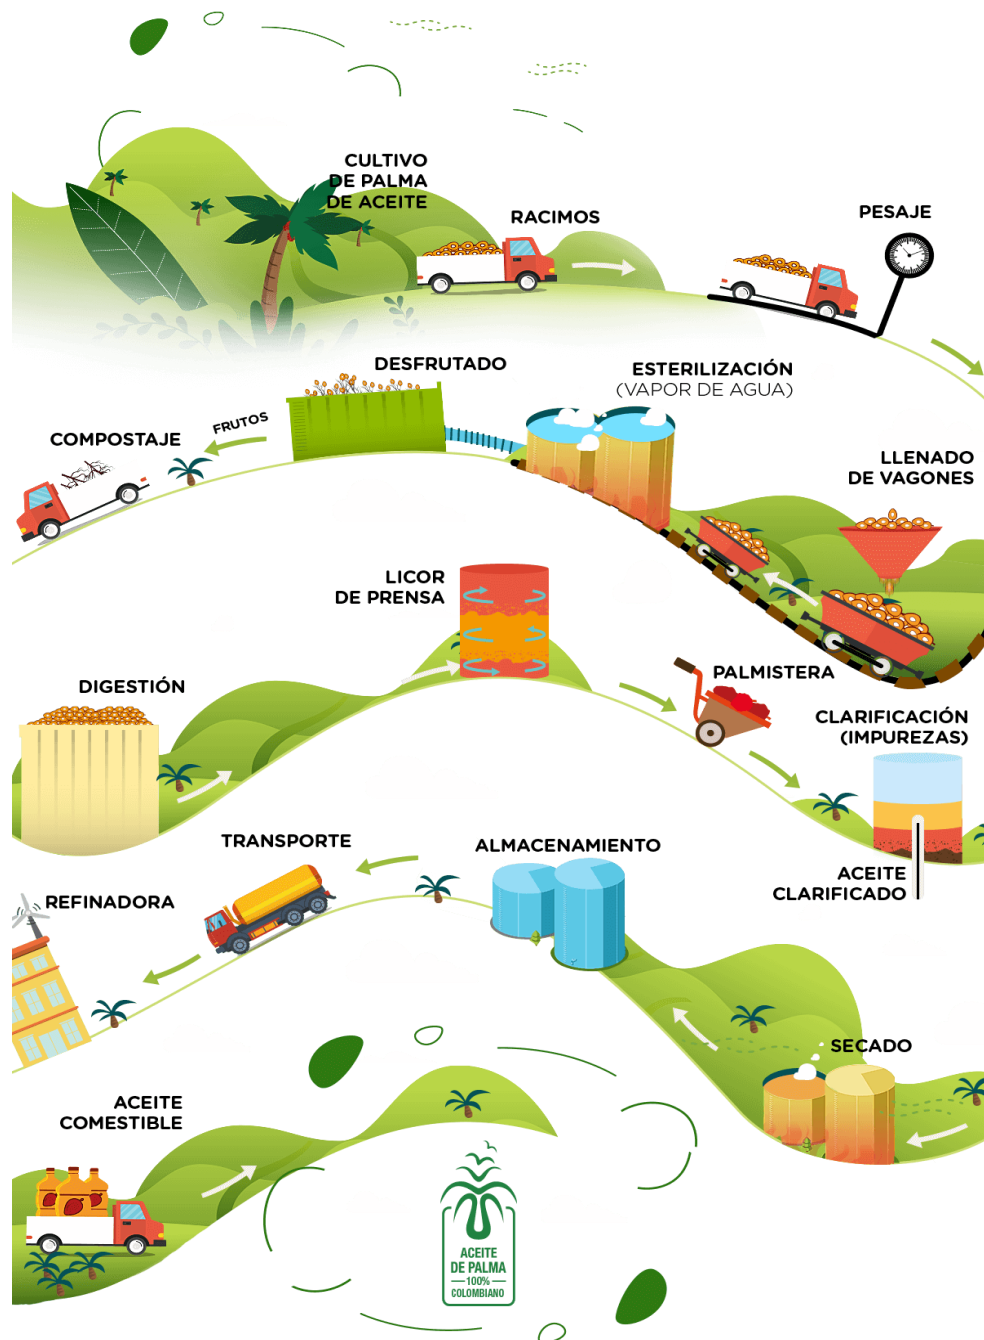 CULTIVO
DE PALMA
DE ACEITE
RACIMOS
PESAJE
DESFRUTADO
ESTERILIZACIÓN
(VAPOR DE AGUA)
FRUTOS
COMPOSTAJE
LLENADO
DE VAGONES
LICOR
DE PRENSA
PALMISTERA
DIGESTIÓN
CLARIFICACIÓN
(IMPUREZAS)
TRANSPORTE
ALMACENAMIENTO
ACEITE
CLARIFICADO
REFINADORA
SECADO
ACEITE
COMESTIBLE
ACEITE
DE PALMA
100%
COLOMBIANO